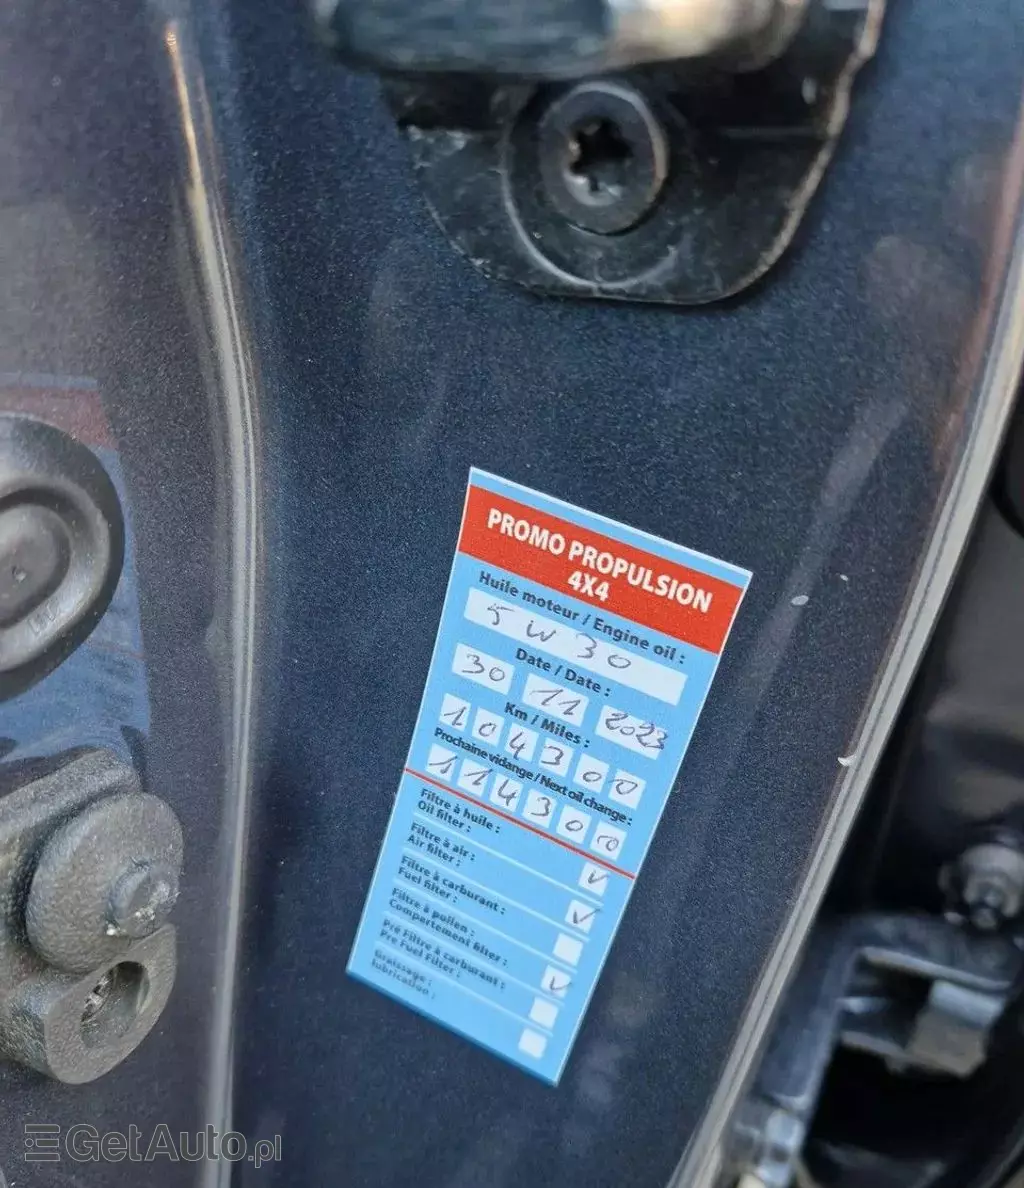 PROMO PROPULSION
4X4
Huile moteur / Engine oil :
5W30
Date / Date :
30 11 2023
Km / Miles :
104300
Prochaine vidange / Next oil change :
114300
Filtre à huile :
Oil filter :
Filtre à air :
Air filter :
Filtre à carburant :
Fuel filter :
Filtre à pollen :
Compartement filter :
Pré Filtre à carburant :
Pre Fuel Filter :
Graissage :
lubrication :
GetAuto.pl